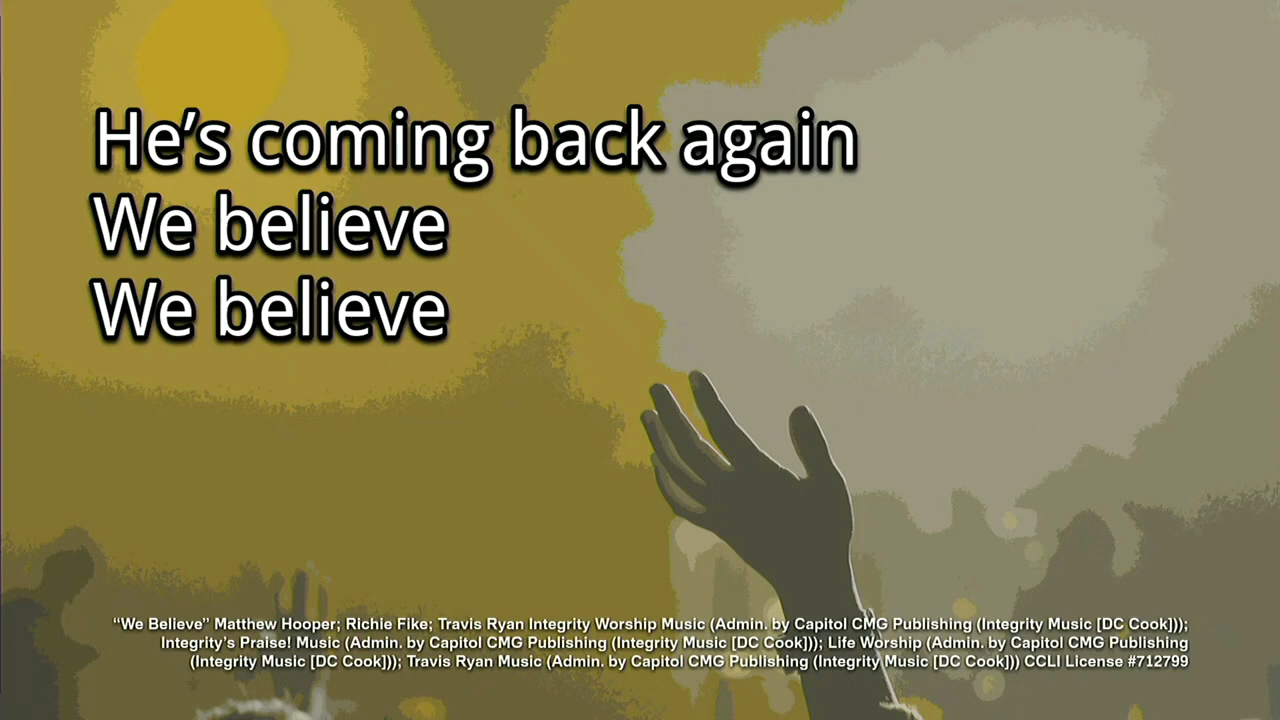 He’s coming back again
We believe
We believe
“We Believe” Matthew Hooper; Richie Fike; Travis Ryan Integrity Worship Music (Admin. by Capitol CMG Publishing (Integrity Music [DC Cook]));
Integrity’s Praise! Music (Admin. by Capitol CMG Publishing (Integrity Music [DC Cook])); Life Worship (Admin. by Capitol CMG Publishing
(Integrity Music [DC Cook])); Travis Ryan Music (Admin. by Capitol CMG Publishing (Integrity Music [DC Cook])) CCLI License #712799